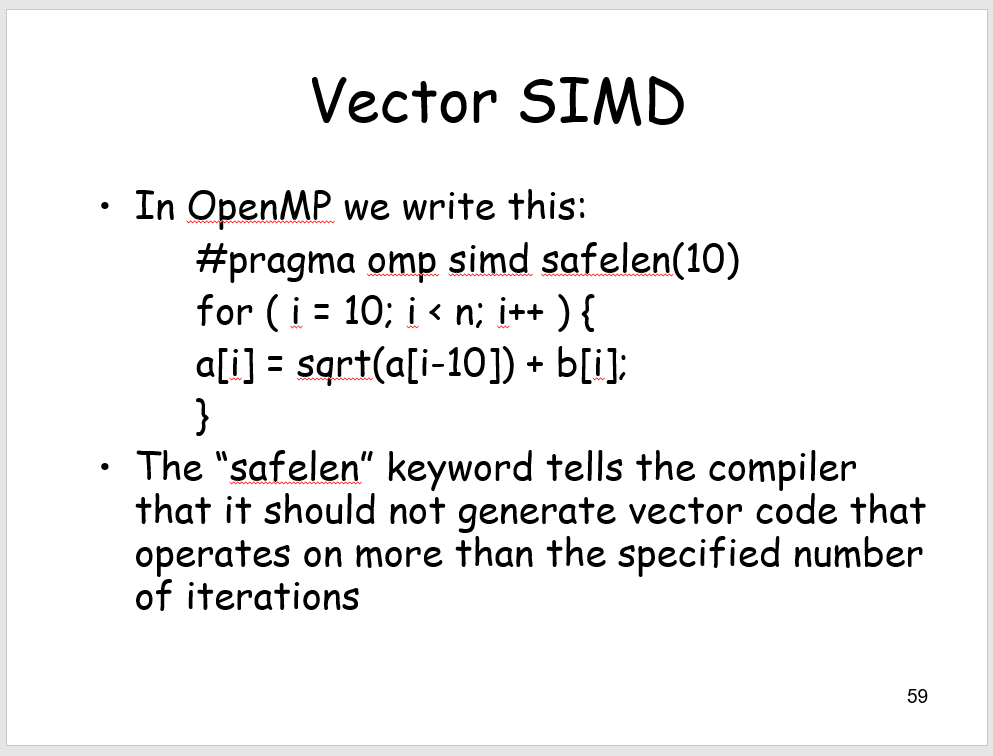 Vector SIMD
• In OpenMP we write this:
#pragma omp simd safelen(10)
for ( i = 10; i < n; i++ ) {
a[i] = sqrt(a[i-10]) + b[i];
}
• The “safelen” keyword tells the compiler
that it should not generate vector code that
operates on more than the specified number
of iterations
59